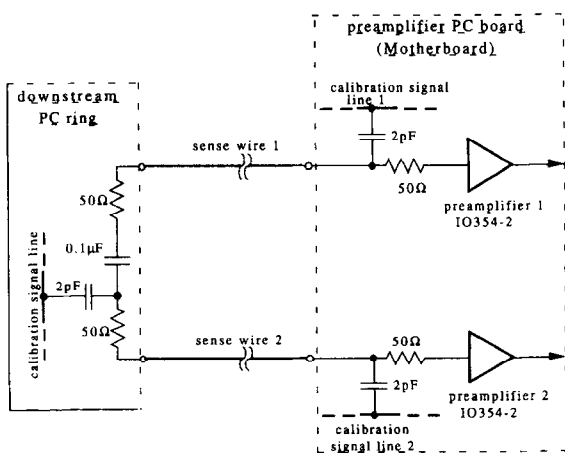 preamplifier PC board
(Motherboard)
calibration signal
line 1
downstream
PC ring
2pF
sense wire 1
50Ω
50Ω
preamplifier 1
IO354-2
0.1μF
calibration signal line
2pF
50Ω
sense wire 2
50Ω
2pF
preamplifier 2
IO354-2
calibration
signal line 2